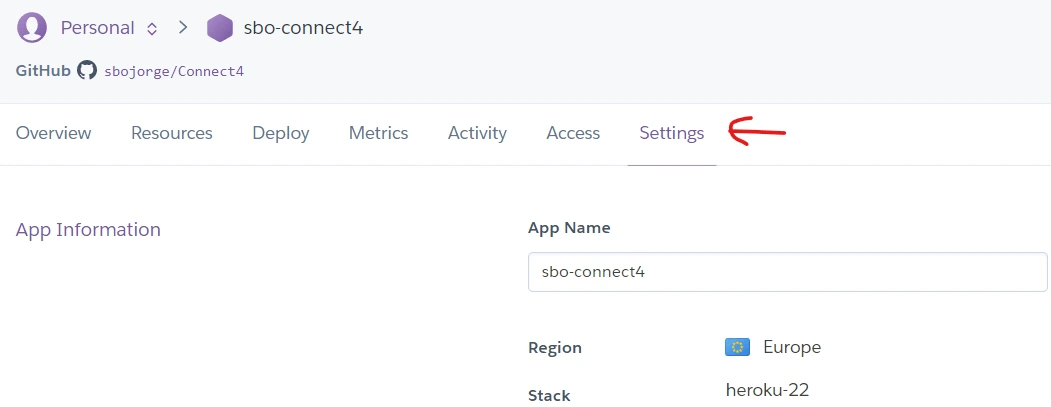 Personal sbo-connect4
GitHub sbojorge/Connect4
Overview Resources Deploy Metrics Activity Access Settings
App Information
App Name
sbo-connect4
Region Europe
Stack heroku-22